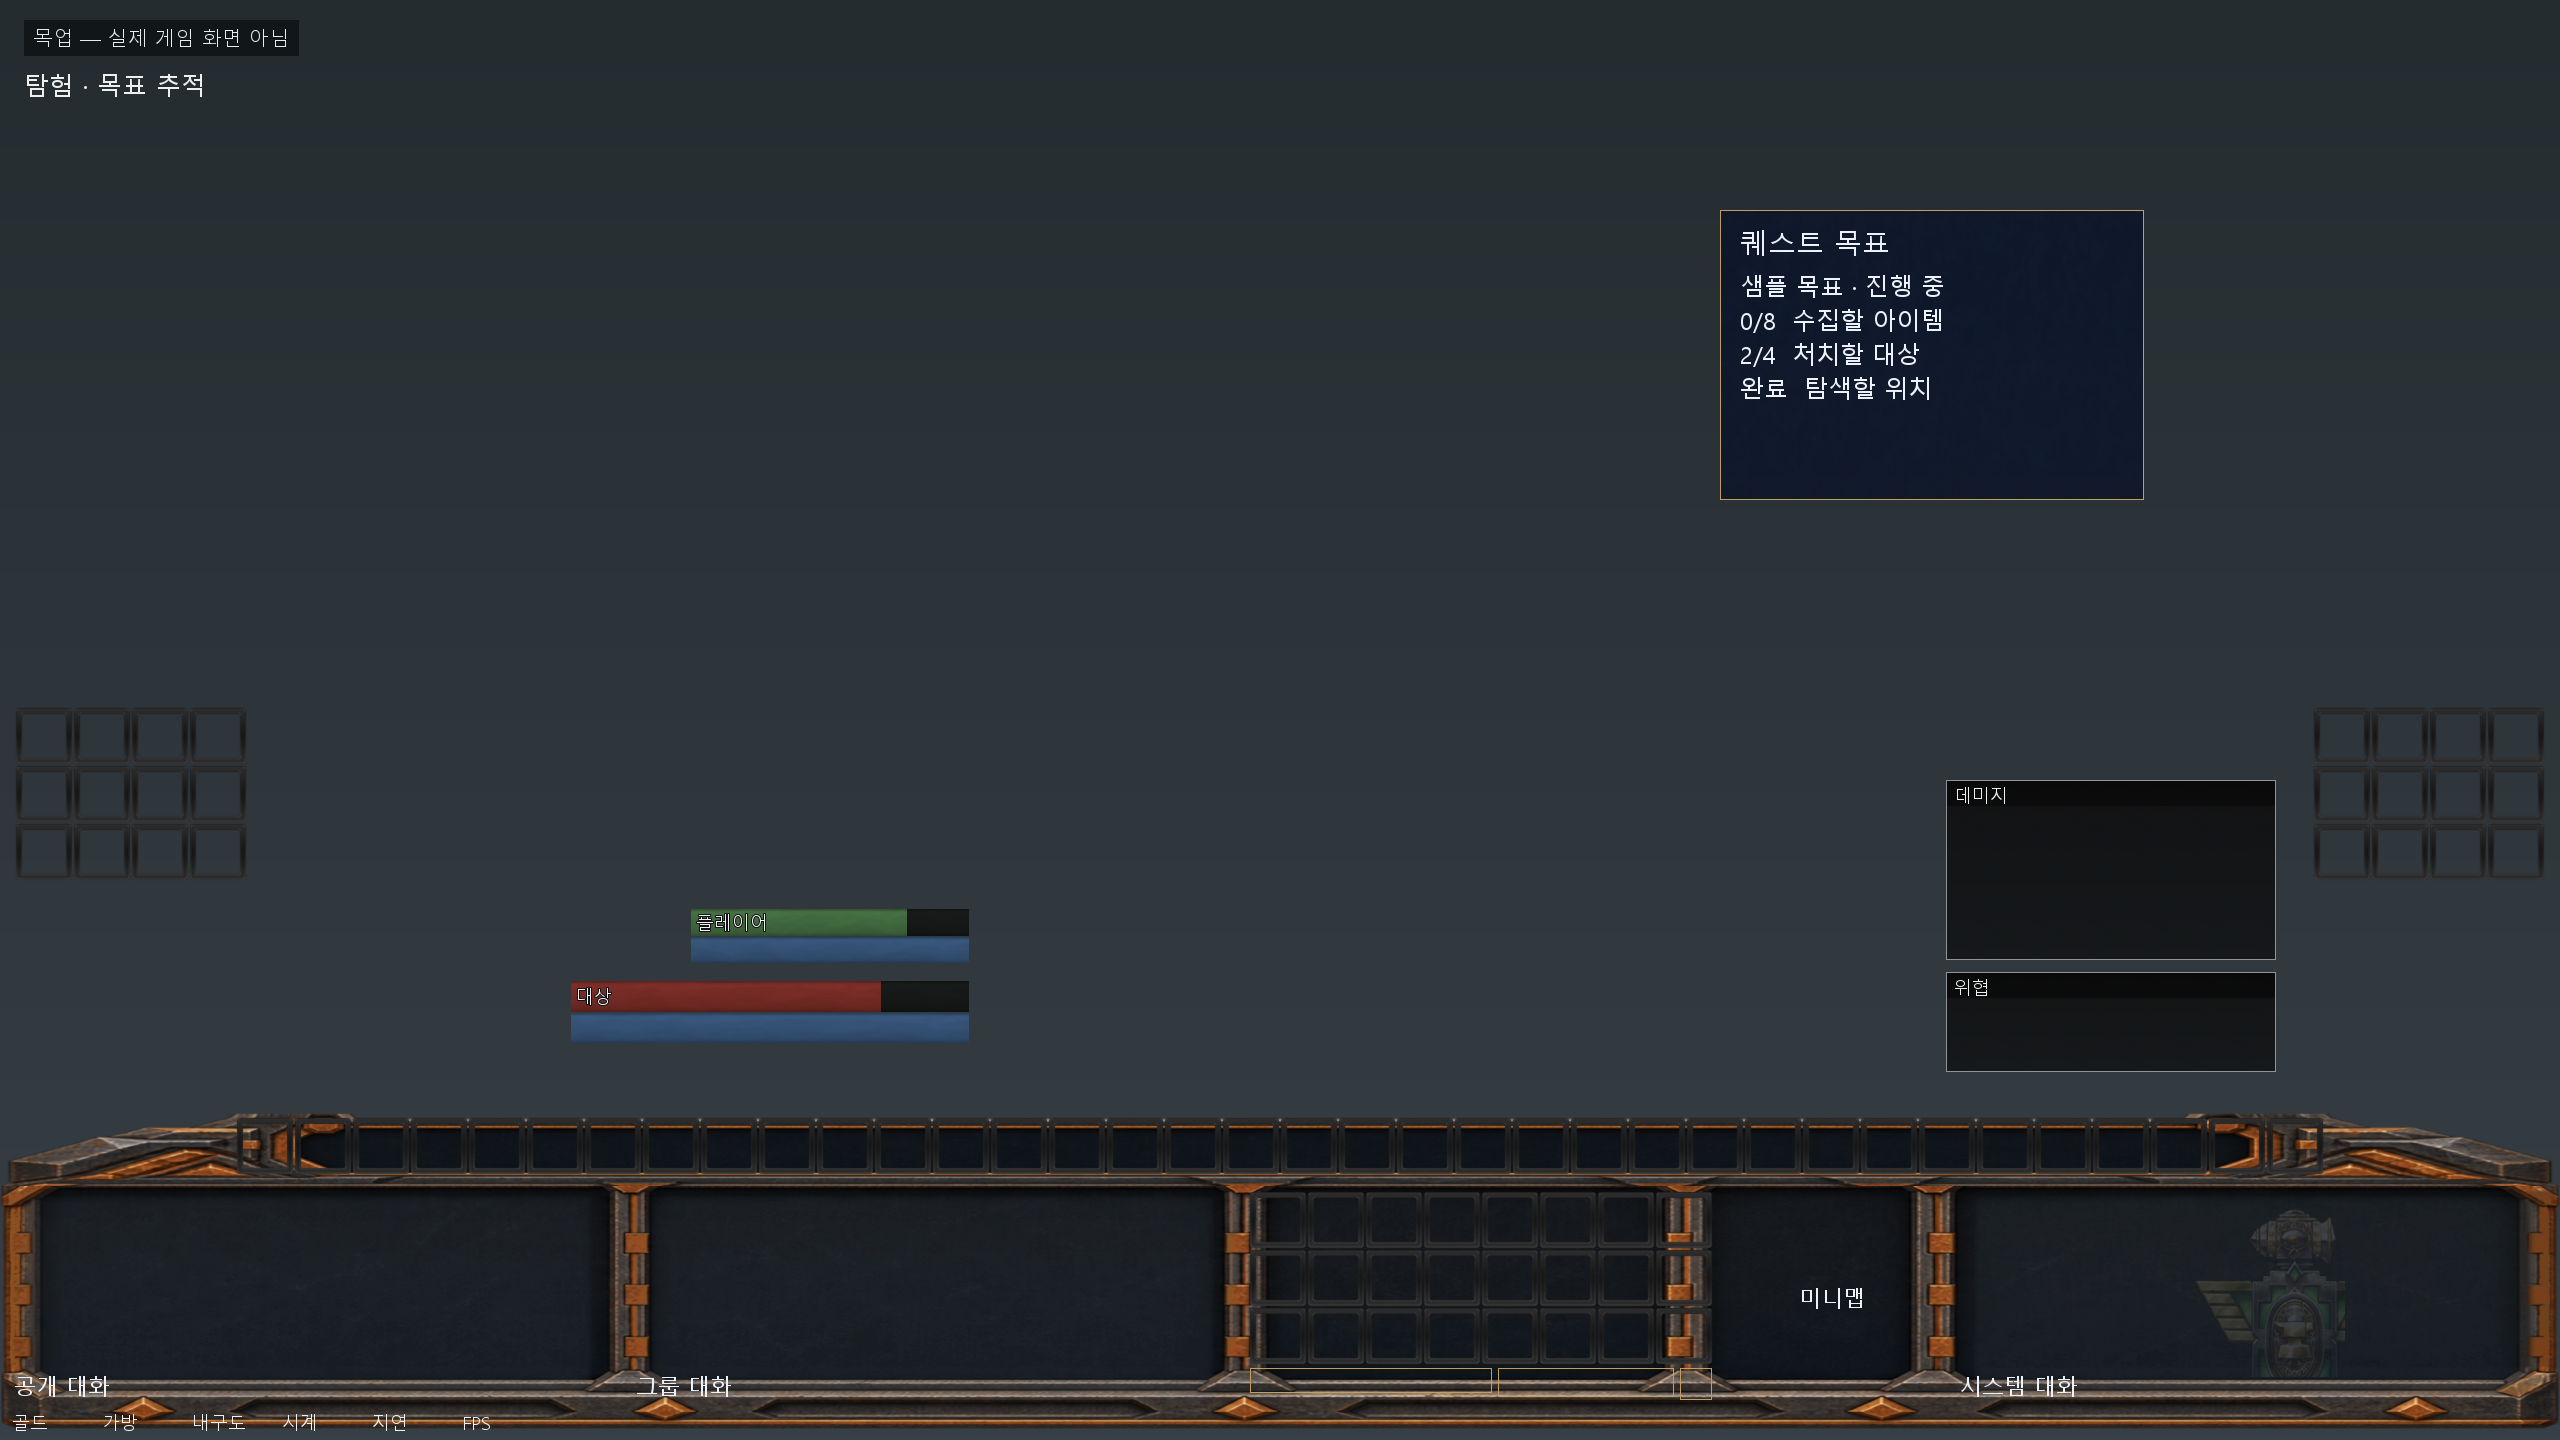 목업 — 실제 게임 화면 아님
탐험 · 목표 추적
퀘스트 목표
샘플 목표 · 진행 중
0/8 수집할 아이템
2/4 처치할 대상
완료 탐색할 위치
데미지
플레이어
위협
대상
미니맵
공개 대화
그룹 대화
시스템 대화
골드 가방 내구도 시계 지연 FPS